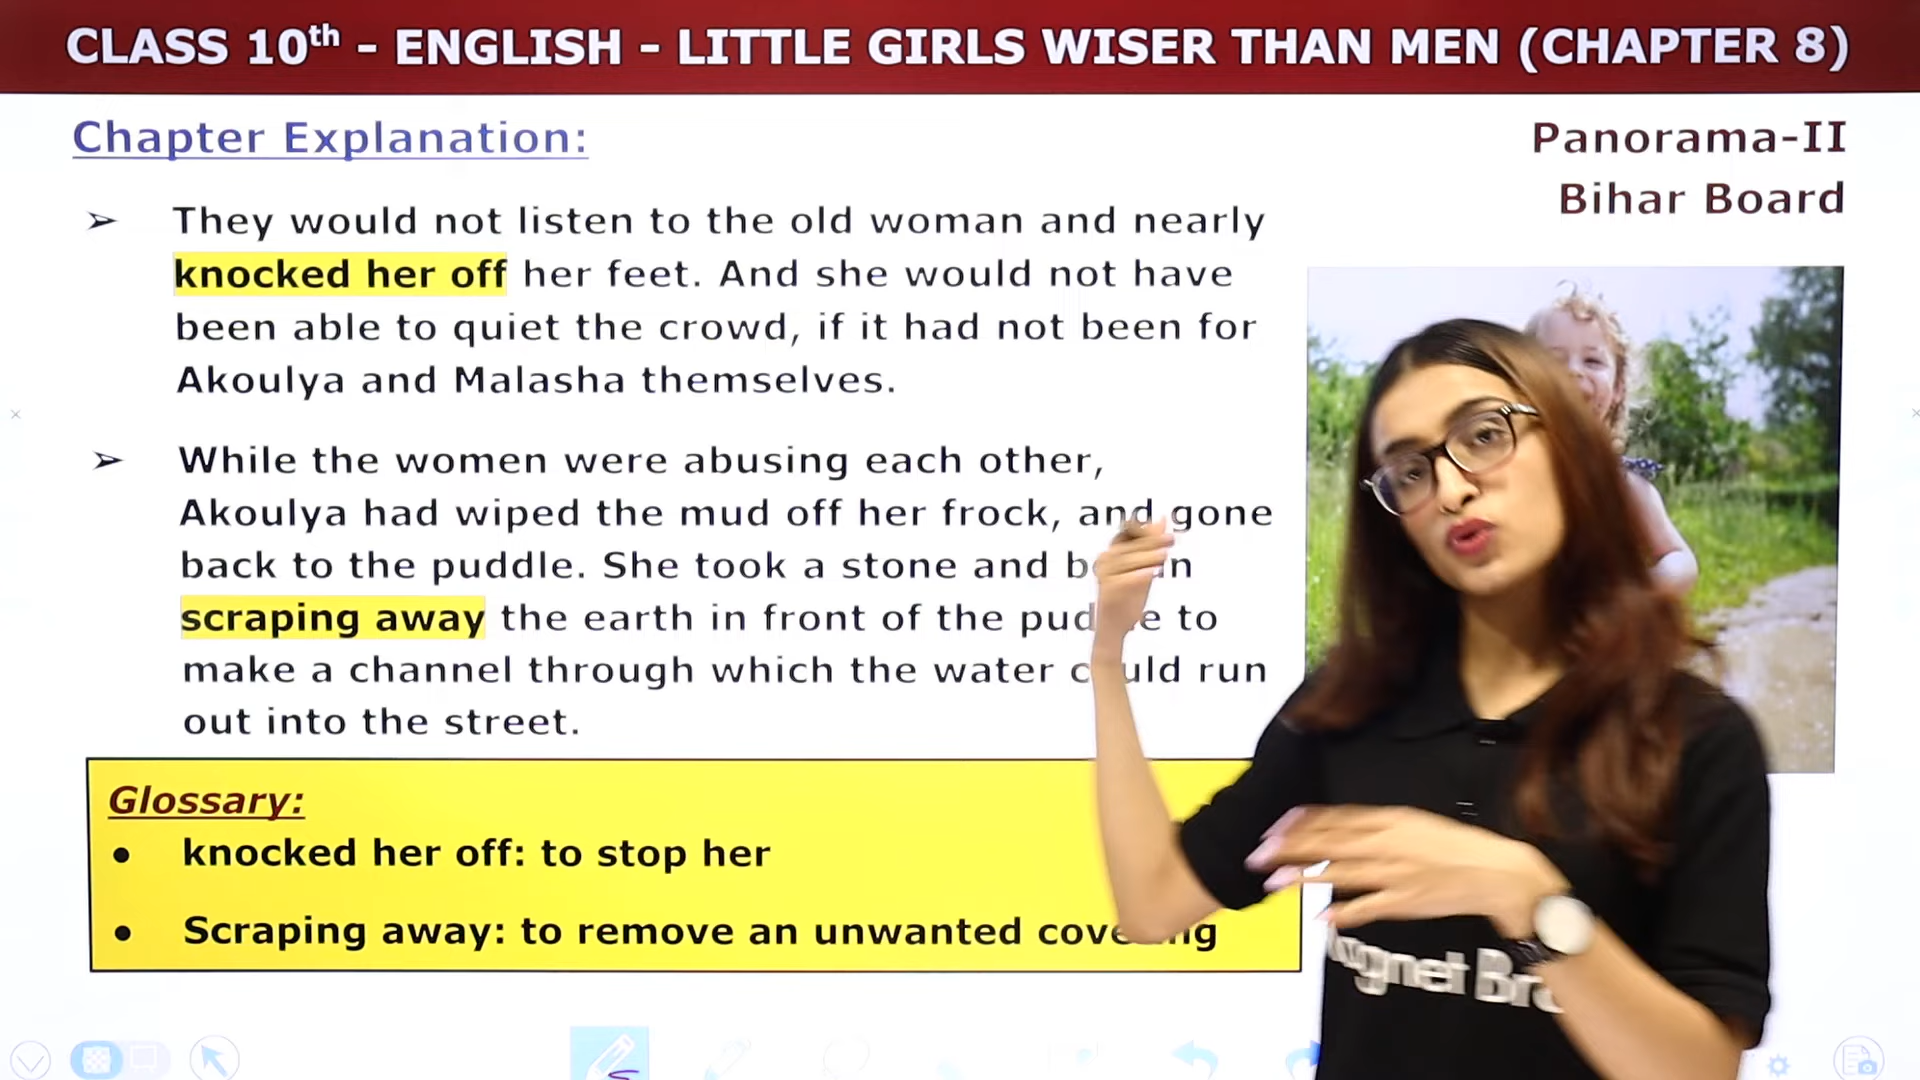 CLASS 10th - ENGLISH - LITTLE GIRLS WISER THAN MEN (CHAPTER 8)
Chapter Explanation:
Panorama-II
Bihar Board
➢ They would not listen to the old woman and nearly
knocked her off her feet. And she would not have
been able to quiet the crowd, if it had not been for
Akoulya and Malasha themselves.
➢ While the women were abusing each other,
Akoulya had wiped the mud off her frock, and gone
back to the puddle. She took a stone and
scraping away the earth in front of the to
make a channel through which the water could run
out into the street.
Glossary:
● knocked her off: to stop her
● Scraping away: to remove an unwanted